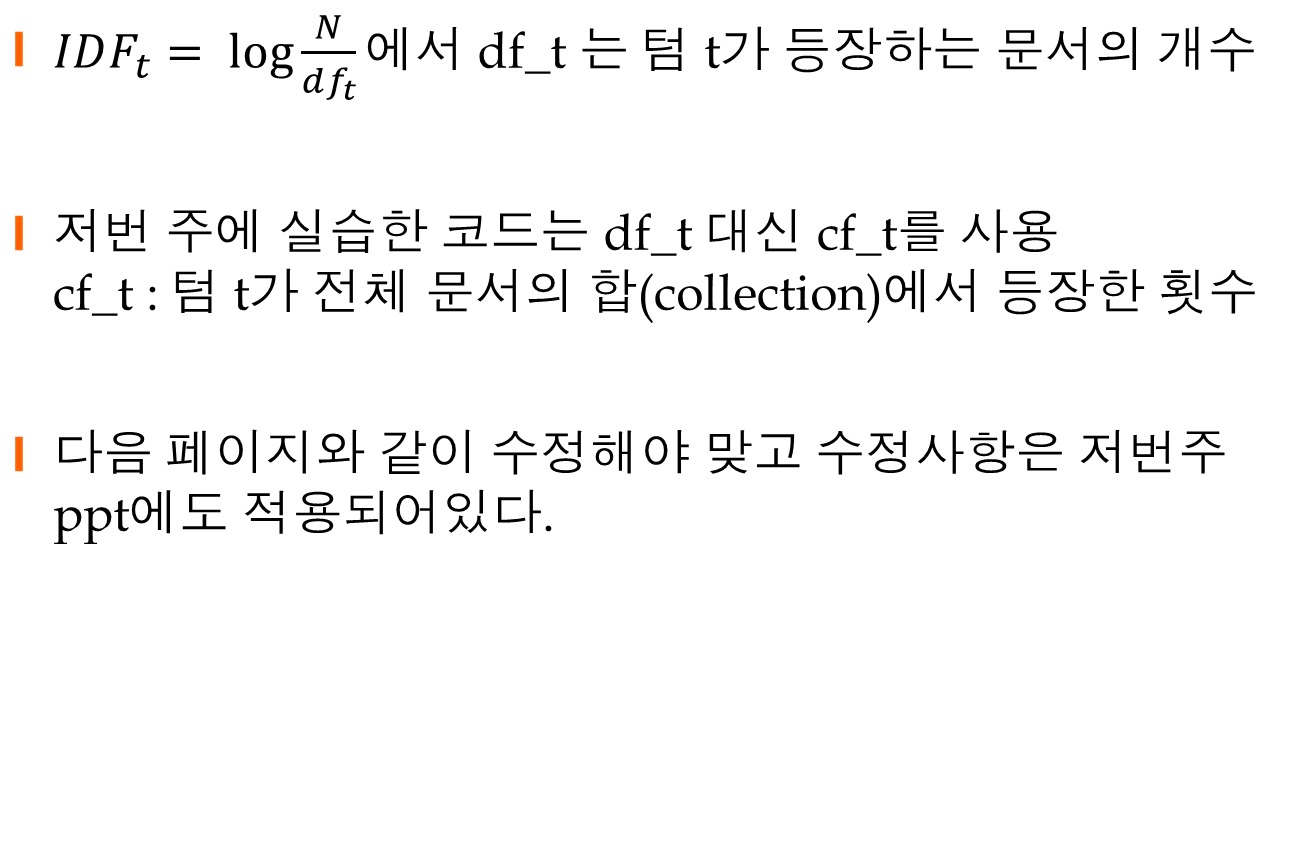 IDF_t = log N/df_t 에서 df_t 는 텀 t가 등장하는 문서의 개수
저번 주에 실습한 코드는 df_t 대신 cf_t를 사용
cf_t : 텀 t가 전체 문서의 합(collection)에서 등장한 횟수
다음 페이지와 같이 수정해야 맞고 수정사항은 저번주
ppt에도 적용되어있다.